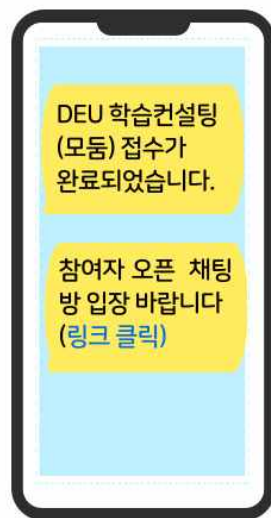 DEU 학습컨설팅
(모둠) 접수가
완료되었습니다.
참여자 오픈 채팅
방 입장 바랍니다
(링크 클릭)